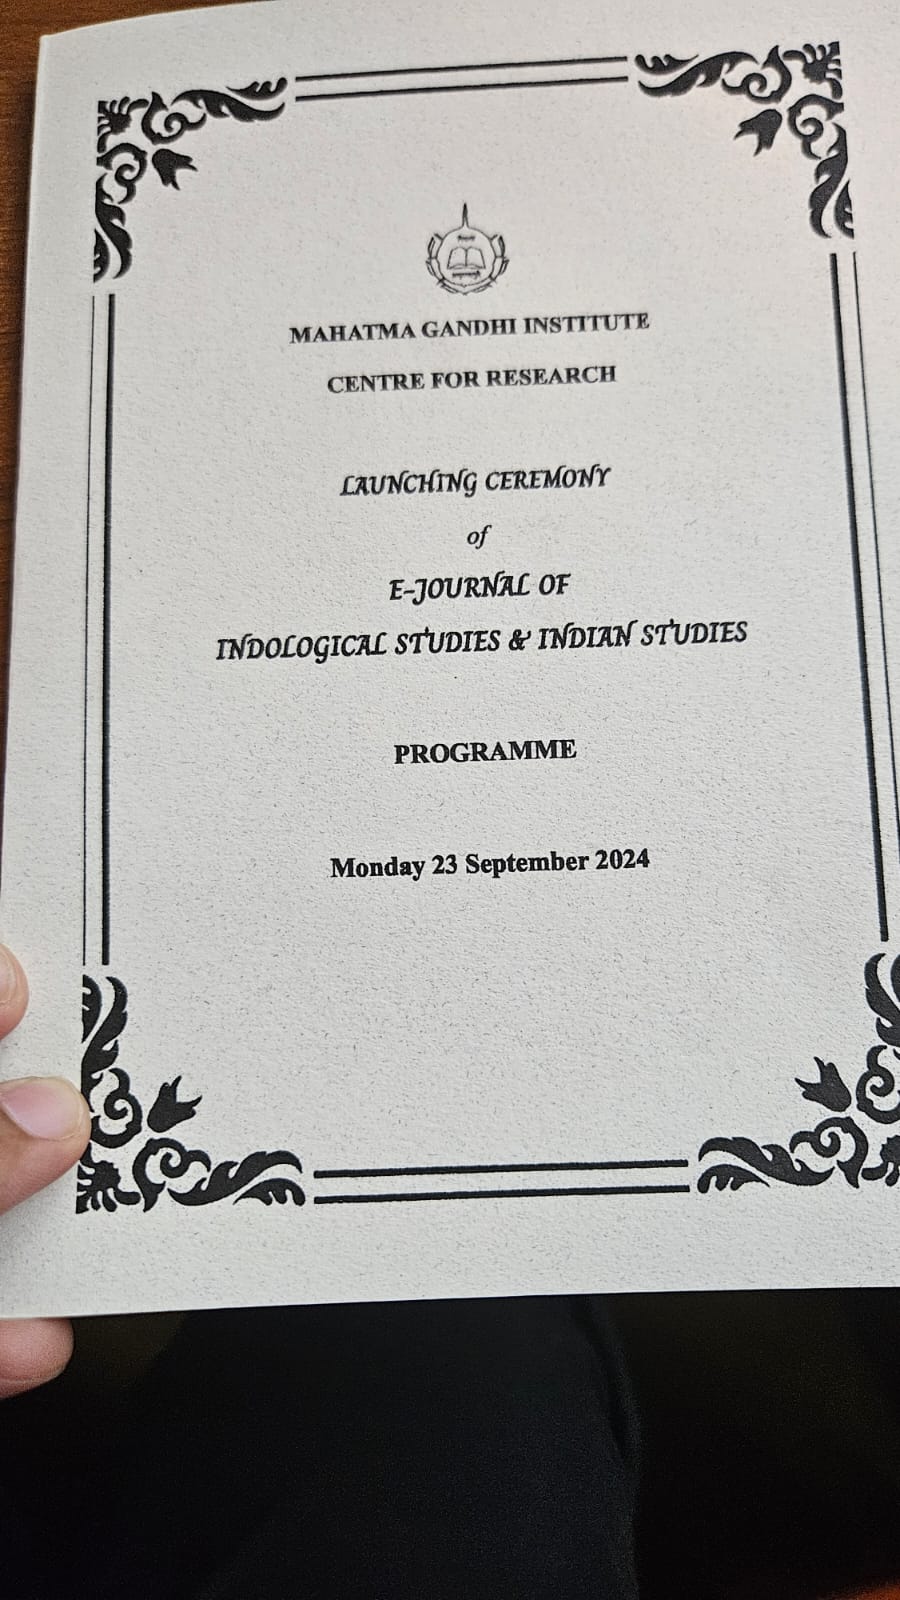 MAHATMA GANDHI INSTITUTE
CENTRE FOR RESEARCH
LAUNCHING CEREMONY
of
E-JOURNAL OF
INDOLOGICAL STUDIES & INDIAN STUDIES
PROGRAMME
Monday 23 September 2024